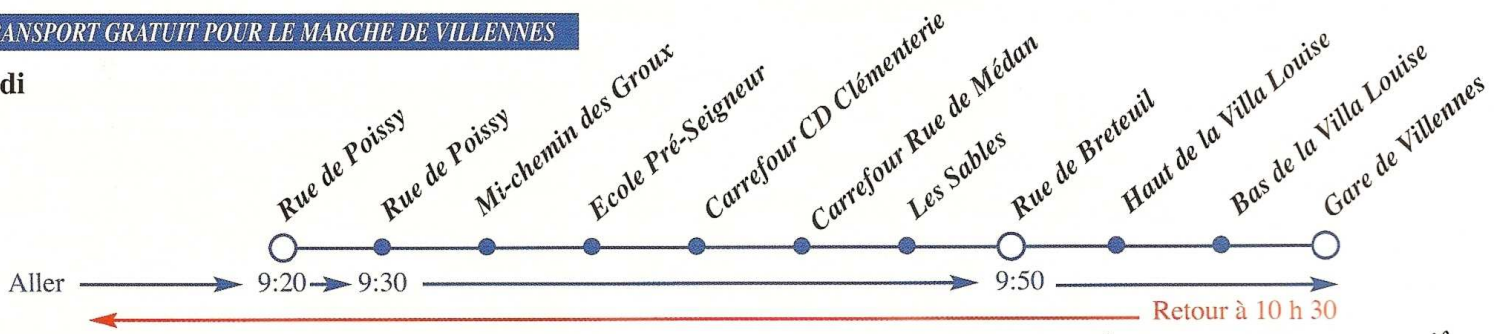 ANSPORT GRATUIT POUR LE MARCHE DE VILLENNES
di
Rue de Poissy
Rue de Poissy
Mi-chemin des Groux
Ecole Pré-Seigneur
Carrefour CD Clémenterie
Carrefour Rue de Médan
Les Sables
Rue de Breteuil
Haut de la Villa Louise
Bas de la Villa Louise
Gare de Villennes
Aller 9:20 9:30 9:50
Retour à 10 h 30